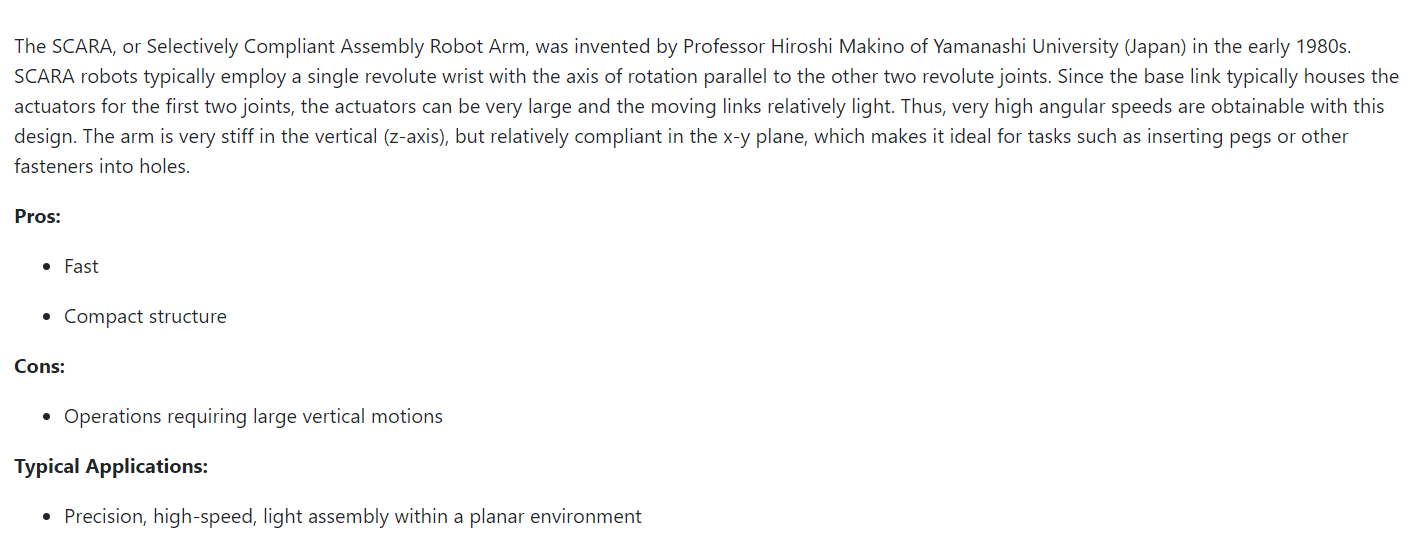 The SCARA, or Selectively Compliant Assembly Robot Arm, was invented by Professor Hiroshi Makino of Yamanashi University (Japan) in the early 1980s.
SCARA robots typically employ a single revolute wrist with the axis of rotation parallel to the other two revolute joints. Since the base link typically houses the
actuators for the first two joints, the actuators can be very large and the moving links relatively light. Thus, very high angular speeds are obtainable with this
design. The arm is very stiff in the vertical (z-axis), but relatively compliant in the x-y plane, which makes it ideal for tasks such as inserting pegs or other
fasteners into holes.
Pros:
• Fast
• Compact structure
Cons:
• Operations requiring large vertical motions
Typical Applications:
• Precision, high-speed, light assembly within a planar environment